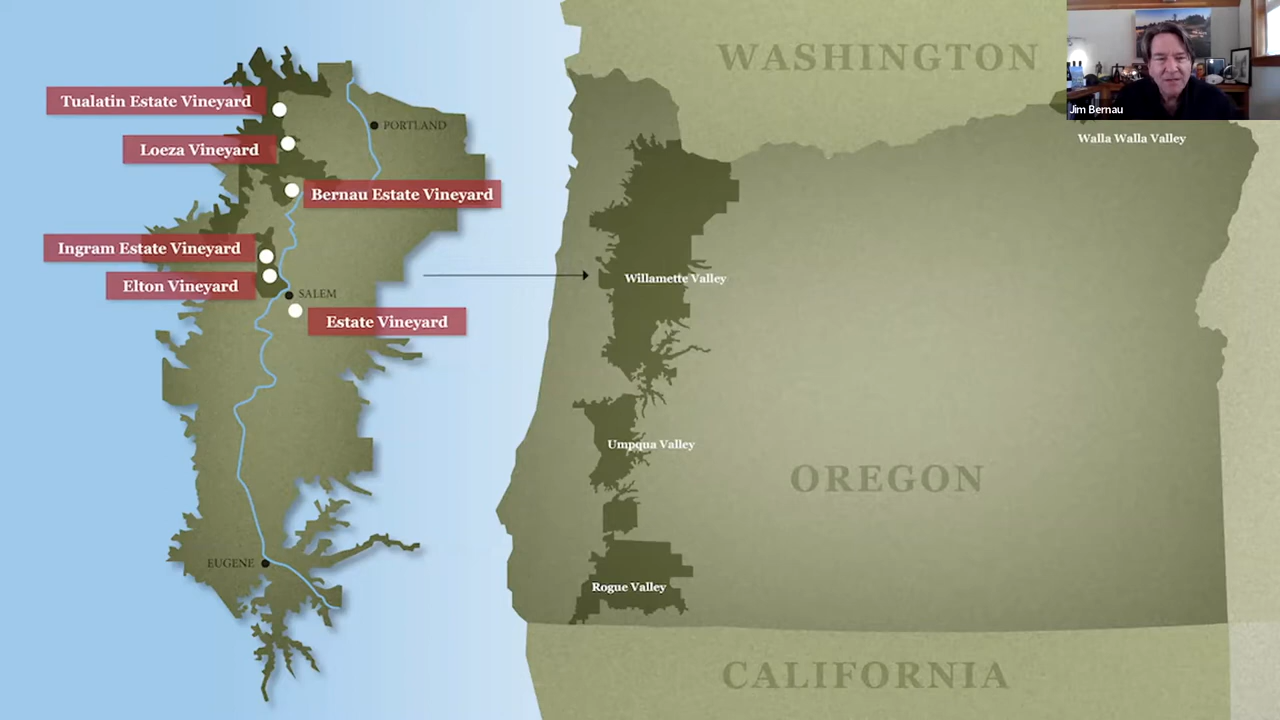 WASHINGTON
Jim Bernau
Walla Walla Valley
Tualatin Estate Vineyard
PORTLAND
Loeza Vineyard
Bernau Estate Vineyard
Ingram Estate Vineyard
Elton Vineyard
SALEM
Estate Vineyard
EUGENE
Willamette Valley
Umpqua Valley
OREGON
Rogue Valley
CALIFORNIA